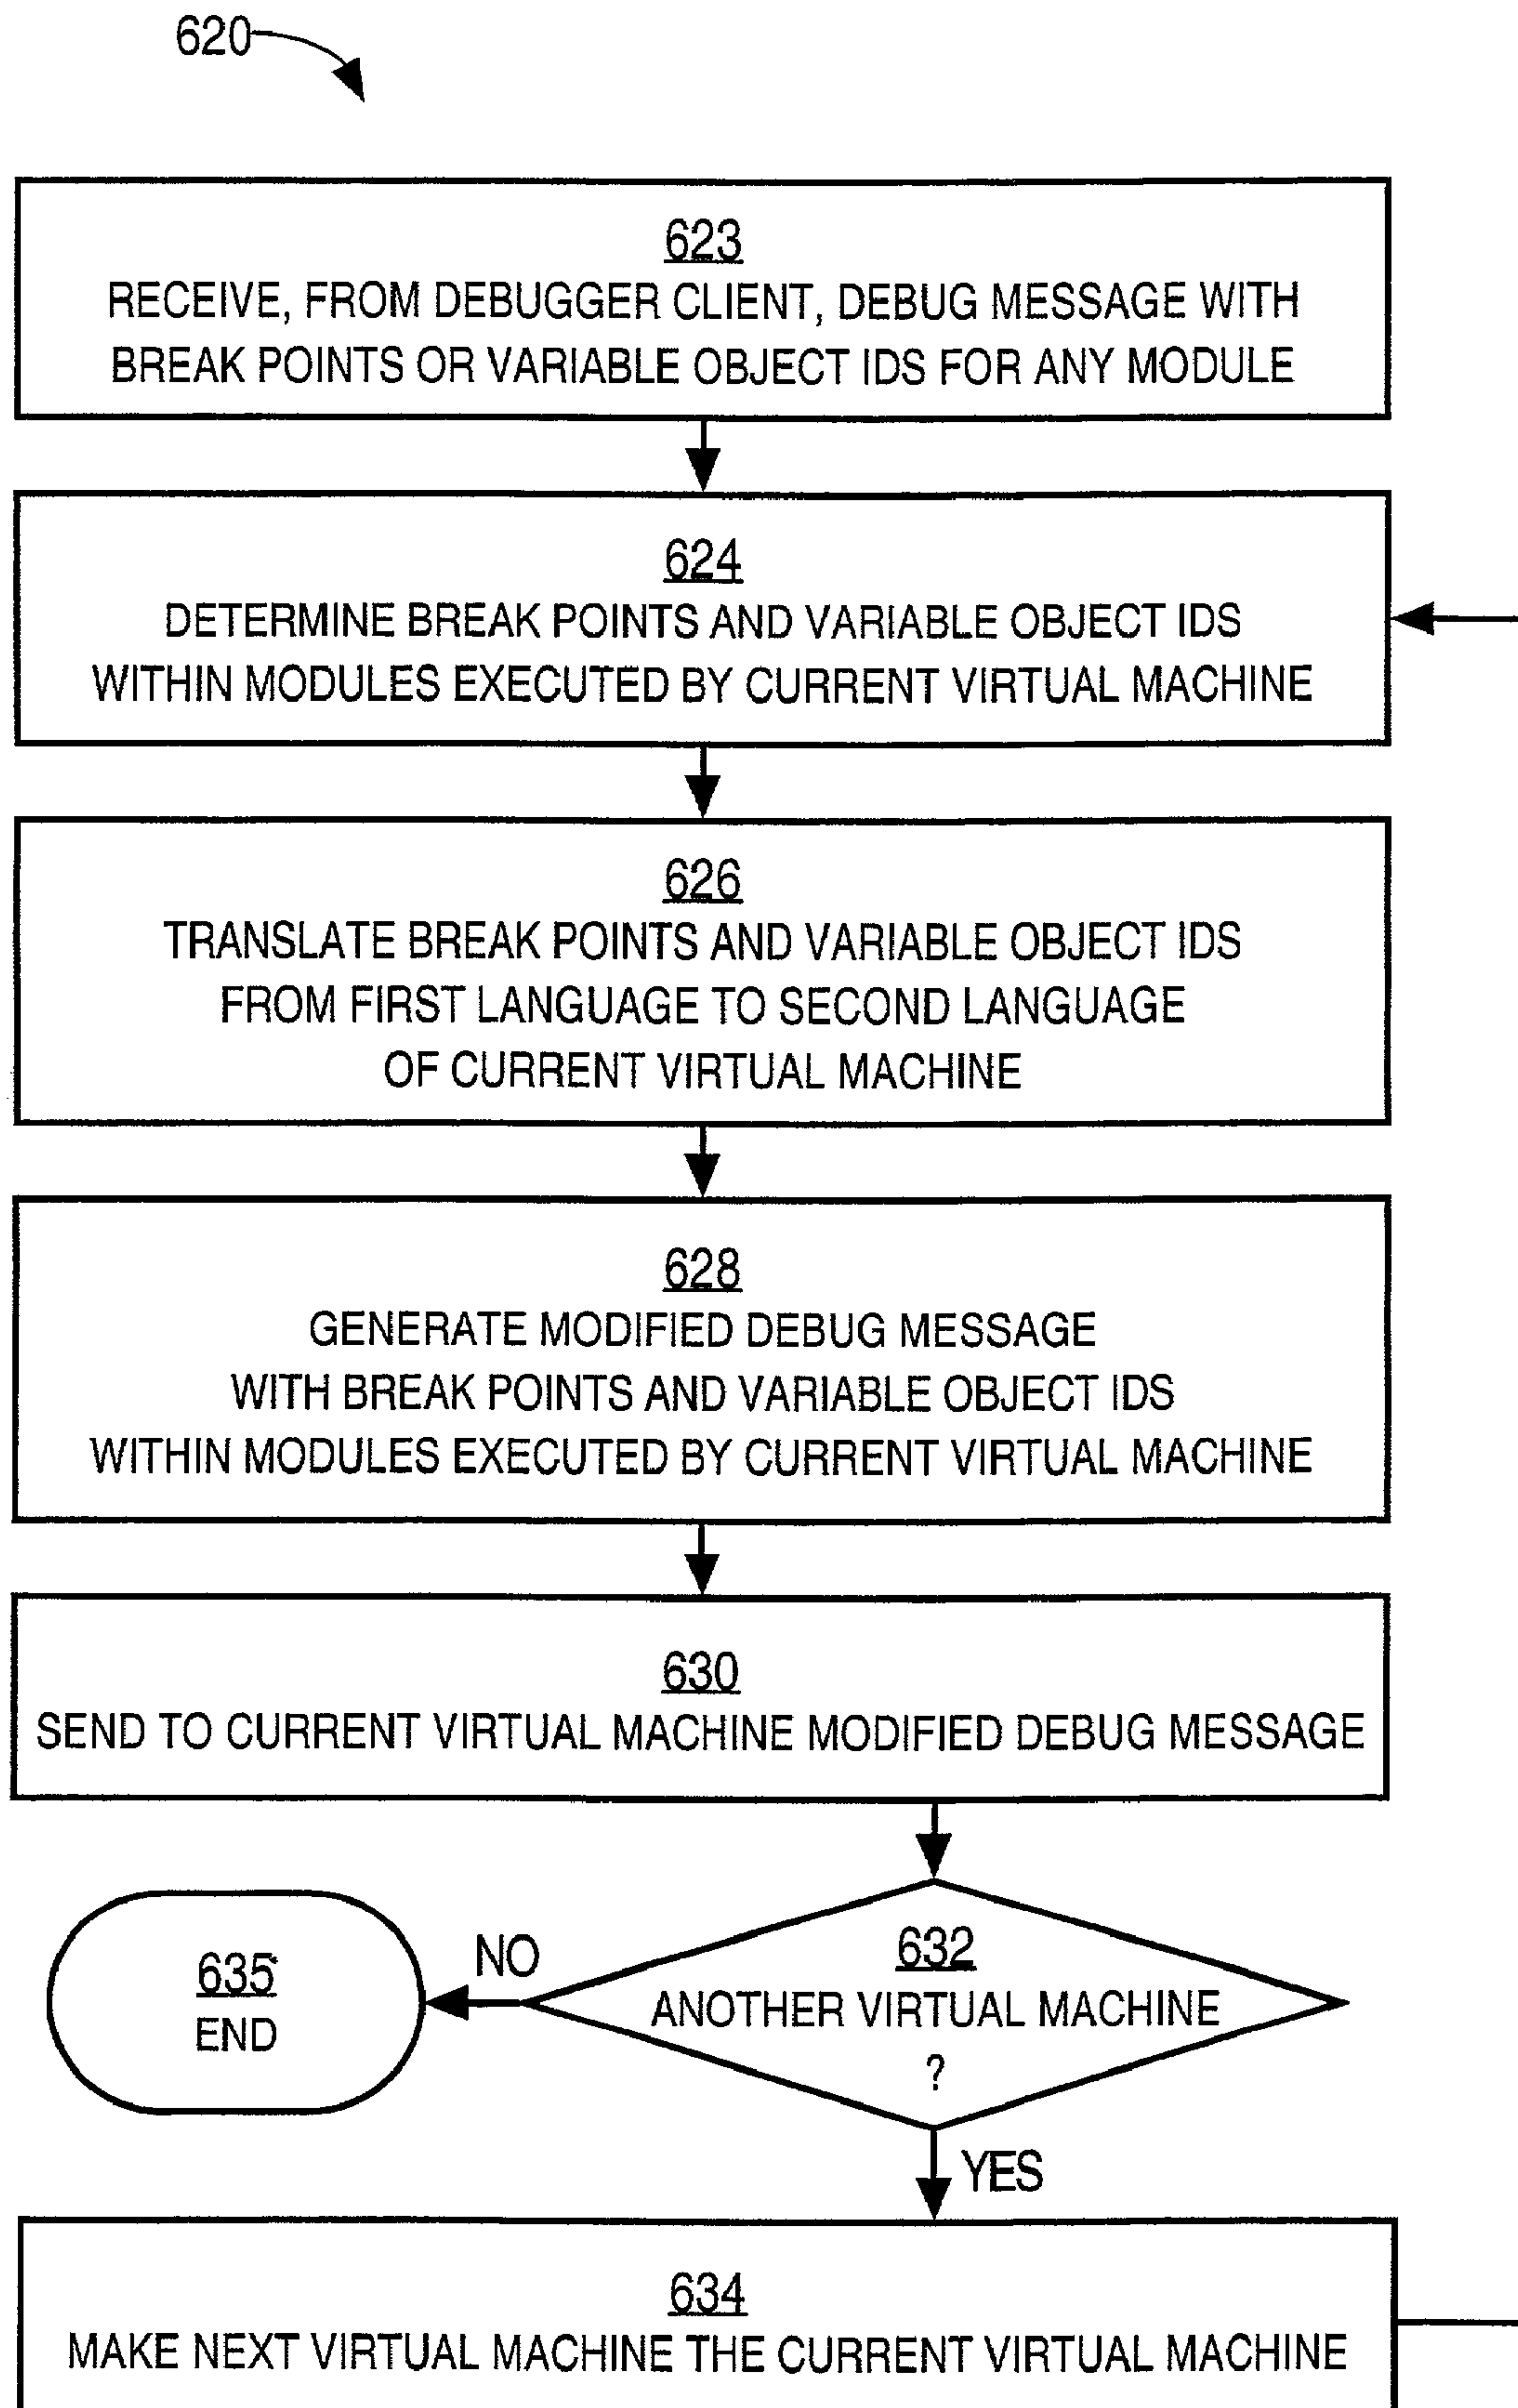 620
623
RECEIVE, FROM DEBUGGER CLIENT, DEBUG MESSAGE WITH
BREAK POINTS OR VARIABLE OBJECT IDS FOR ANY MODULE
624
DETERMINE BREAK POINTS AND VARIABLE OBJECT IDS
WITHIN MODULES EXECUTED BY CURRENT VIRTUAL MACHINE
626
TRANSLATE BREAK POINTS AND VARIABLE OBJECT IDS
FROM FIRST LANGUAGE TO SECOND LANGUAGE
OF CURRENT VIRTUAL MACHINE
628
GENERATE MODIFIED DEBUG MESSAGE
WITH BREAK POINTS AND VARIABLE OBJECT IDS
WITHIN MODULES EXECUTED BY CURRENT VIRTUAL MACHINE
630
SEND TO CURRENT VIRTUAL MACHINE MODIFIED DEBUG MESSAGE
632
ANOTHER VIRTUAL MACHINE
?
NO
635
END
YES
634
MAKE NEXT VIRTUAL MACHINE THE CURRENT VIRTUAL MACHINE